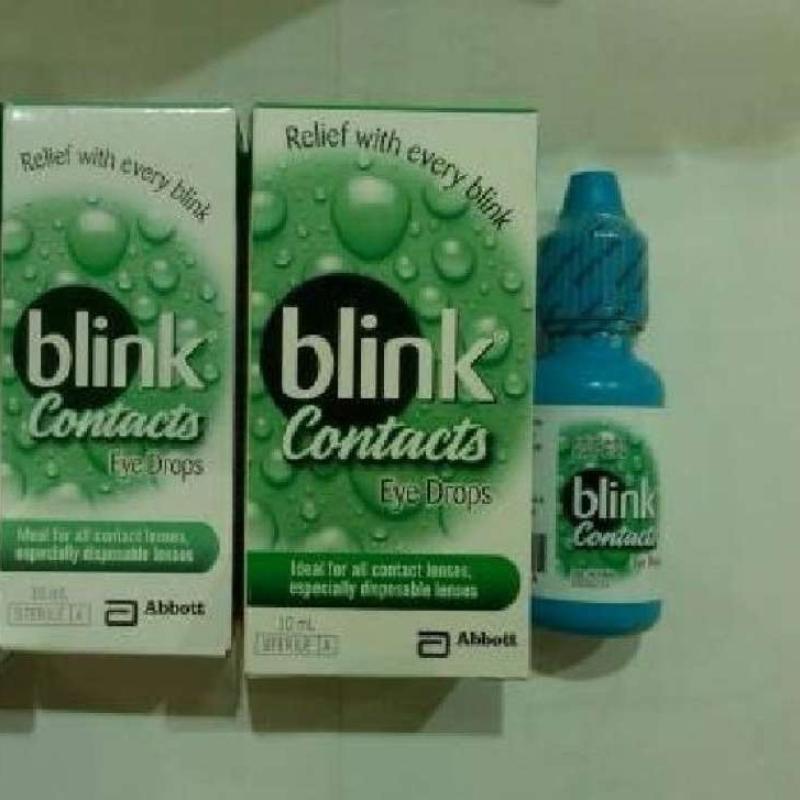 Relief with every blink
blink
Contacts
Eye Drops
Ideal for all contact lenses,
especially disposable lenses
10 mL
STERILE A
Abbott
Relief with every blink
blink®
Contacts
Eye Drops
Ideal for all contact lenses,
especially disposable lenses
10 mL
STERILE A
Abbott
blink
Contact